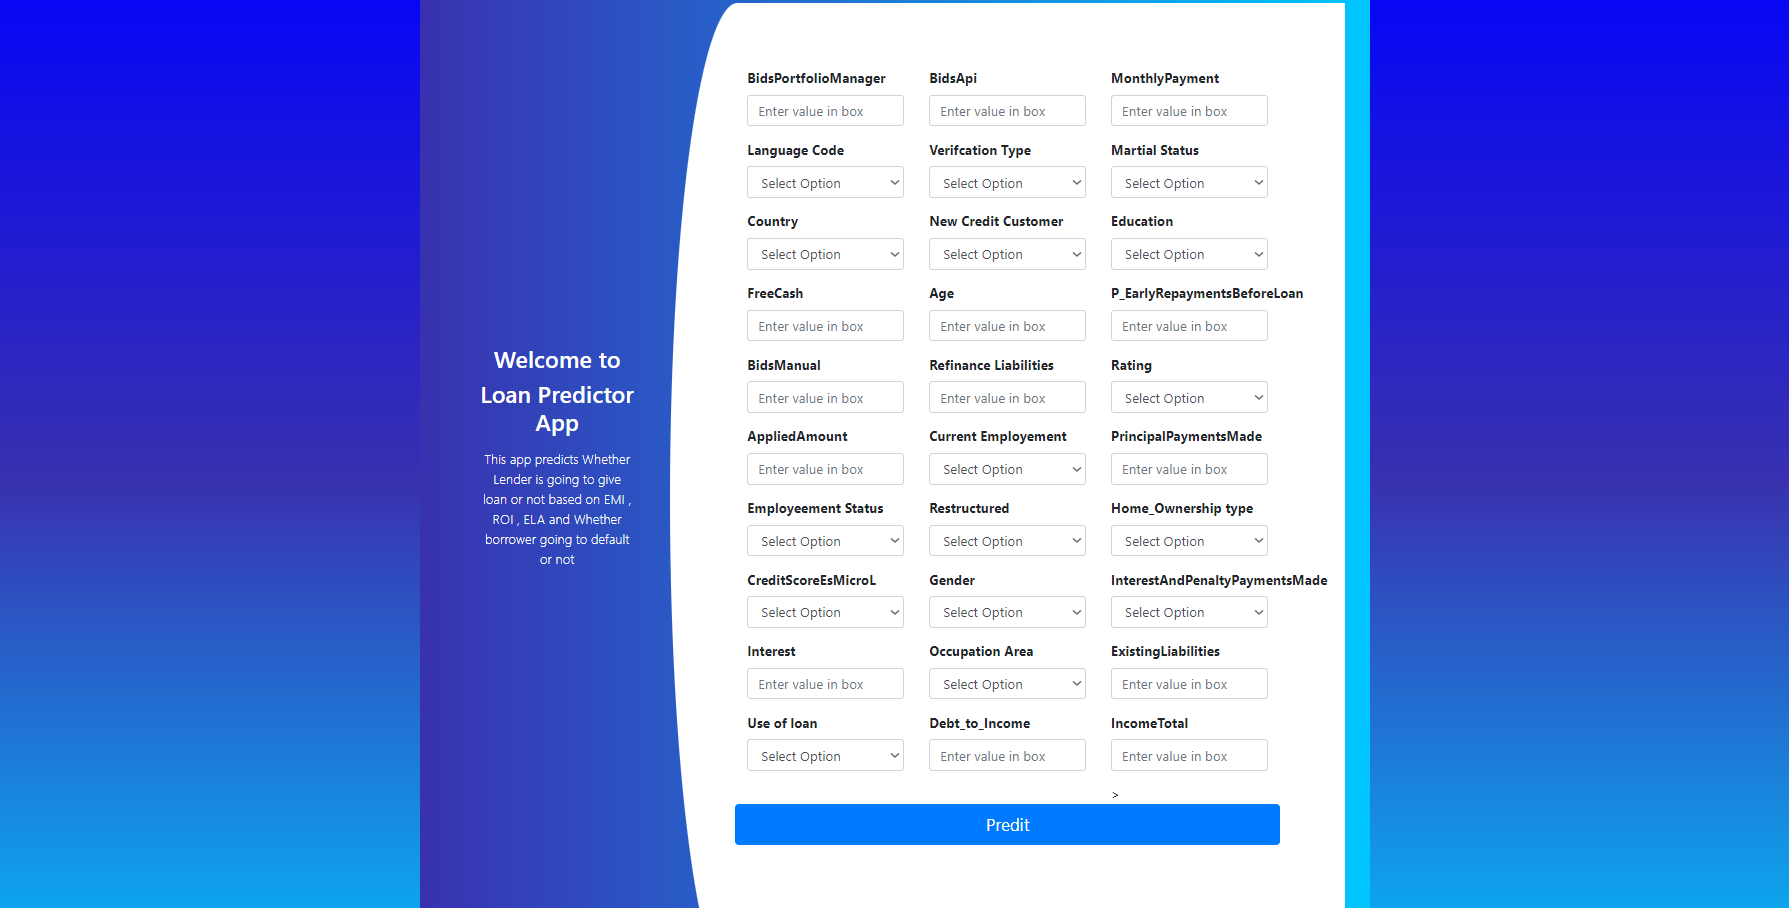 Welcome to
Loan Predictor
App
This app predicts Whether
Lender is going to give
loan or not based on EMI ,
ROI , ELA and Whether
borrower going to default
or not
BidsPortfolioManager BidsApi MonthlyPayment
Enter value in box Enter value in box Enter value in box
Language Code Verifcation Type Martial Status
Select Option Select Option Select Option
Country New Credit Customer Education
Select Option Select Option Select Option
FreeCash Age P_EarlyRepaymentsBeforeLoan
Enter value in box Enter value in box Enter value in box
BidsManual Refinance Liabilities Rating
Enter value in box Enter value in box Select Option
AppliedAmount Current Employement PrincipalPaymentsMade
Enter value in box Select Option Enter value in box
Employeement Status Restructured Home_Ownership type
Select Option Select Option Select Option
CreditScoreEsMicroL Gender InterestAndPenaltyPaymentsMade
Select Option Select Option Select Option
Interest Occupation Area ExistingLiabilities
Enter value in box Select Option Enter value in box
Use of loan Debt_to_Income IncomeTotal
Select Option Enter value in box Enter value in box
>
Predit